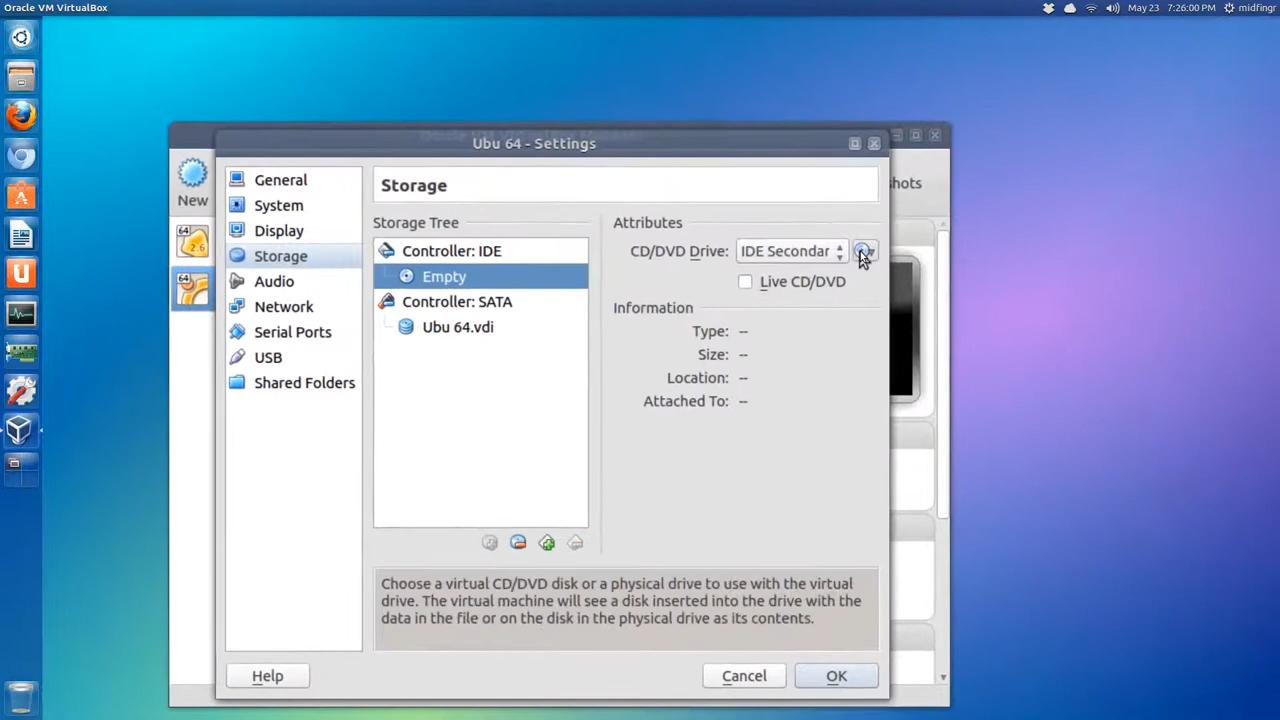 Oracle VM VirtualBox
May 23 7:26:00 PM midfingr
Ubu 64 - Settings
New
64
2.6
64
shots
General
System
Display
Storage
Audio
Network
Serial Ports
USB
Shared Folders
Storage
Storage Tree
Controller: IDE
Empty
Controller: SATA
Ubu 64.vdi
Attributes
CD/DVD Drive: IDE Secondar
Live CD/DVD
Information
Type: --
Size: --
Location: --
Attached To: --
Choose a virtual CD/DVD disk or a physical drive to use with the virtual
drive. The virtual machine will see a disk inserted into the drive with the
data in the file or on the disk in the physical drive as its contents.
Help
Cancel
OK